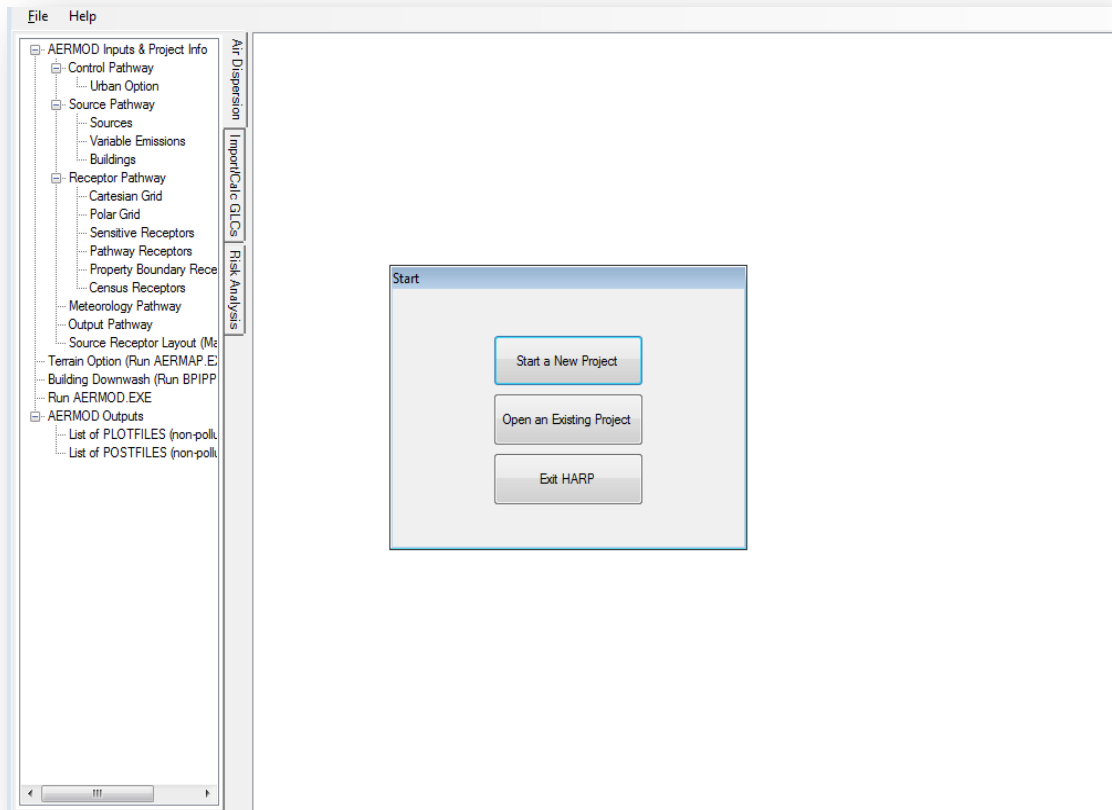 File Help
AERMOD Inputs & Project Info
Control Pathway
Urban Option
Source Pathway
Sources
Variable Emissions
Buildings
Receptor Pathway
Cartesian Grid
Polar Grid
Sensitive Receptors
Pathway Receptors
Property Boundary Rece
Census Receptors
Meteorology Pathway
Output Pathway
Source Receptor Layout (Ma
Terrain Option (Run AERMAP.E
Building Downwash (Run BPIPP
Run AERMOD.EXE
AERMOD Outputs
List of PLOTFILES (non-pollu
List of POSTFILES (non-pollu
Air Dispersion
Import/Calc GLCs
Risk Analysis
Start
Start a New Project
Open an Existing Project
Exit HARP